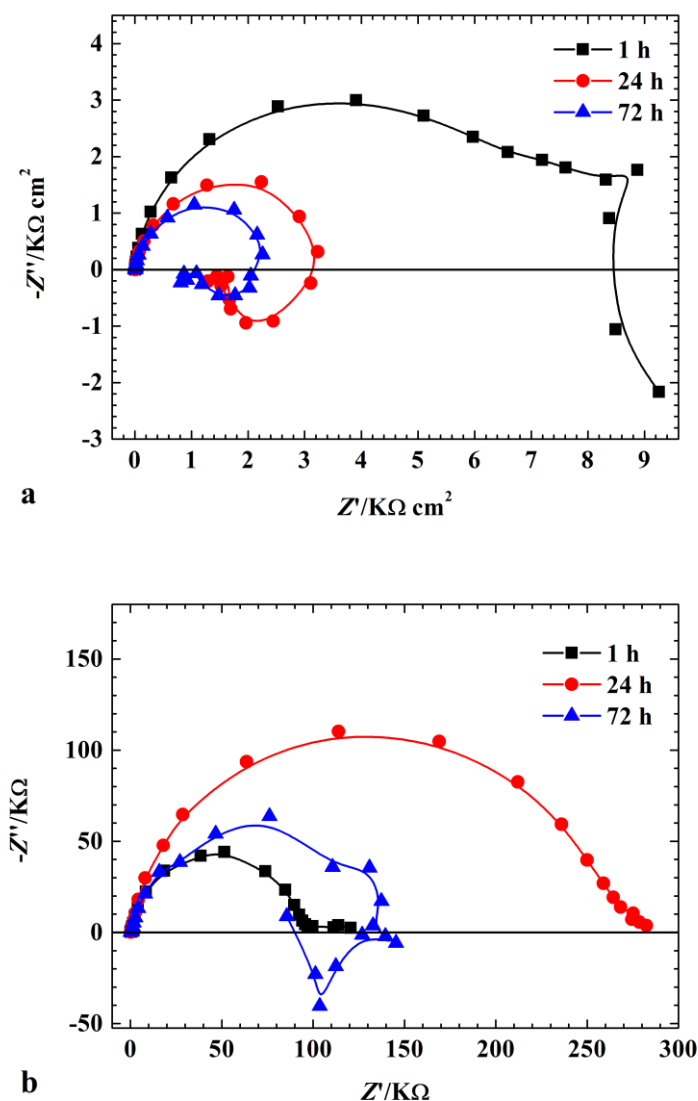 4
3
2
1
0
-1
-2
-3
-Z''/KΩ cm²
1 h
24 h
72 h
0 1 2 3 4 5 6 7 8 9
a
Z'/KΩ cm²
150
100
50
0
-50
-Z''/KΩ
1 h
24 h
72 h
0 50 100 150 200 250 300
b
Z'/KΩ